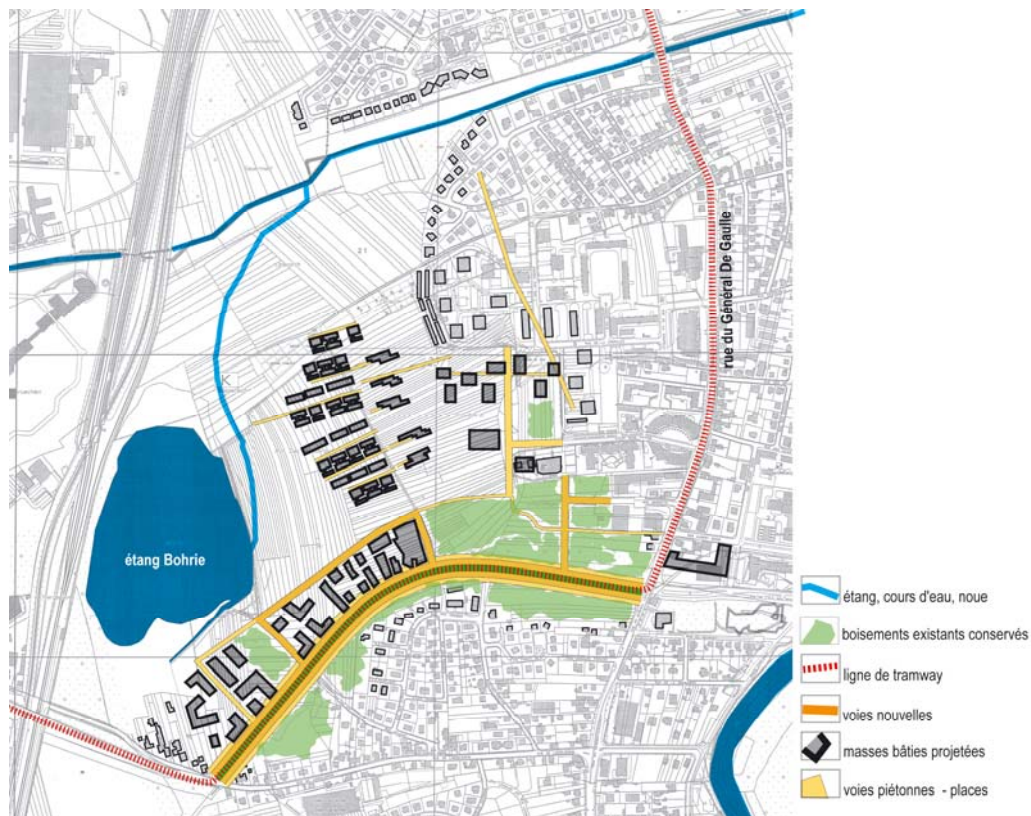 rue du Général De Gaulle
étang Bohrie
étang, cours d'eau, noue
boisements existants conservés
ligne de tramway
voies nouvelles
masses bâties projetées
voies piétonnes - places